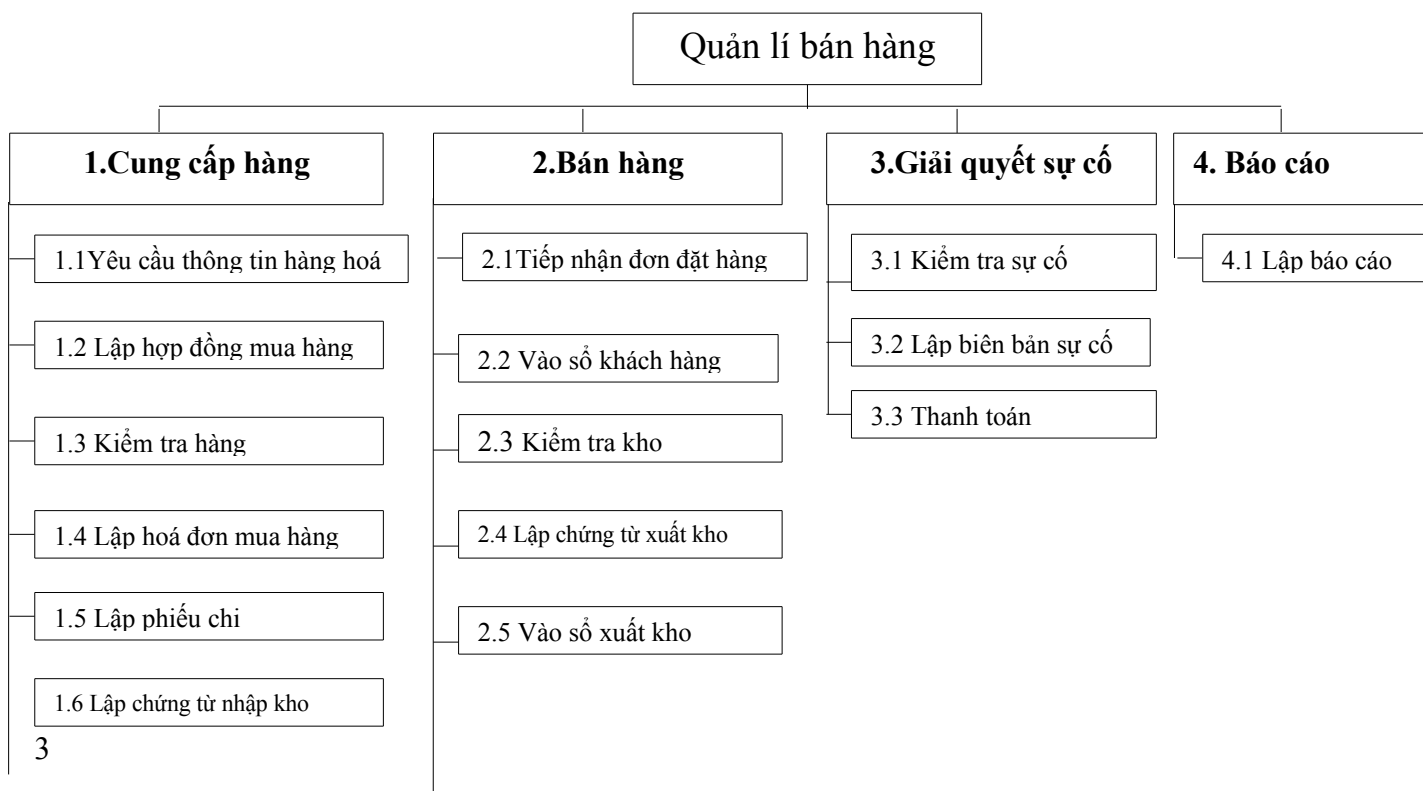 Quản lí bán hàng
1.Cung cấp hàng
1.1Yêu cầu thông tin hàng hoá
1.2 Lập hợp đồng mua hàng
1.3 Kiểm tra hàng
1.4 Lập hoá đơn mua hàng
1.5 Lập phiếu chi
1.6 Lập chứng từ nhập kho
3
2.Bán hàng
2.1Tiếp nhận đơn đặt hàng
2.2 Vào sổ khách hàng
2.3 Kiểm tra kho
2.4 Lập chứng từ xuất kho
2.5 Vào sổ xuất kho
3.Giải quyết sự cố
3.1 Kiểm tra sự cố
3.2 Lập biên bản sự cố
3.3 Thanh toán
4. Báo cáo
4.1 Lập báo cáo